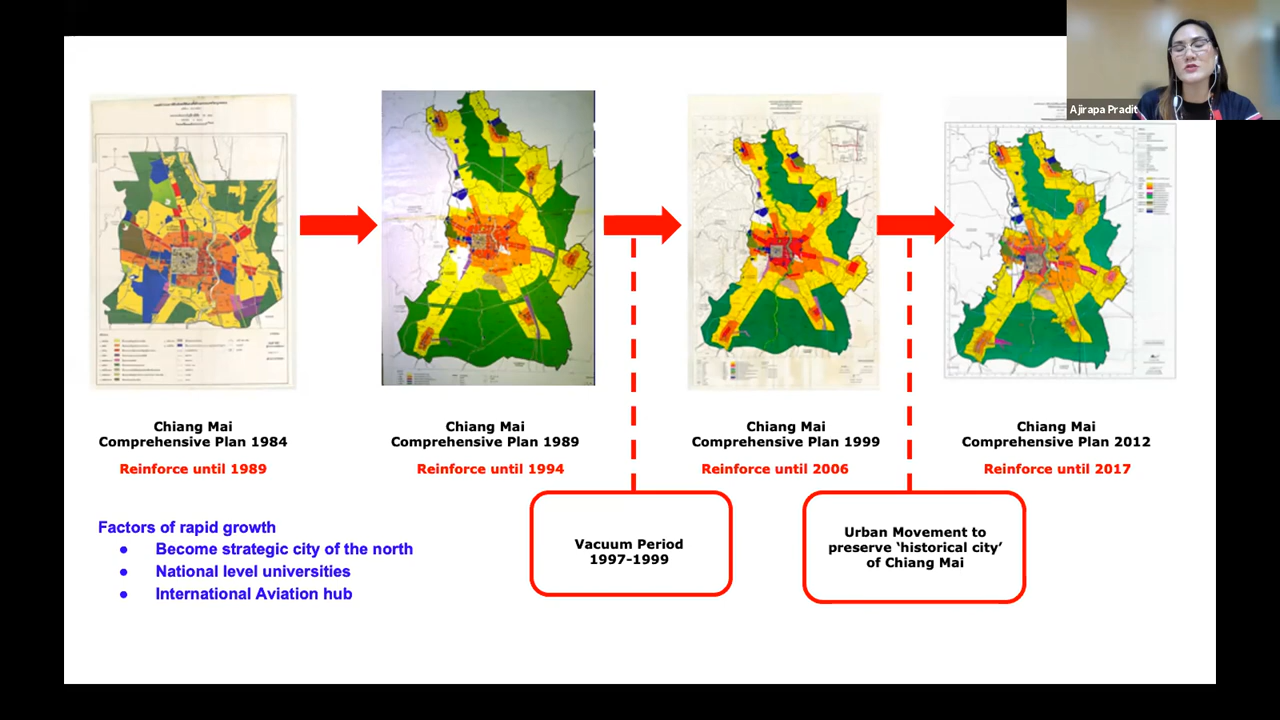 Ajirapa Pradit
Chiang Mai
Comprehensive Plan 1984
Reinforce until 1989
Chiang Mai
Comprehensive Plan 1989
Reinforce until 1994
Chiang Mai
Comprehensive Plan 1999
Reinforce until 2006
Chiang Mai
Comprehensive Plan 2012
Reinforce until 2017
Factors of rapid growth
● Become strategic city of the north
● National level universities
● International Aviation hub
Vacuum Period
1997-1999
Urban Movement to
preserve ‘historical city’
of Chiang Mai